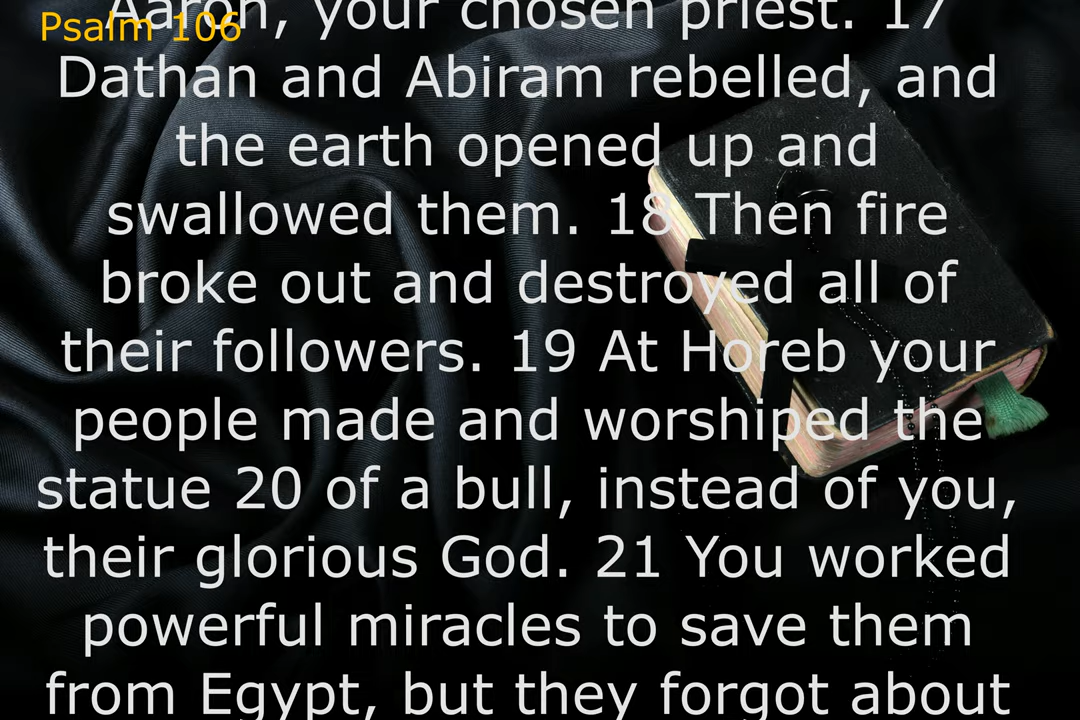 Psalm 106
Aaron, your chosen priest. 17
Dathan and Abiram rebelled, and
the earth opened up and
swallowed them. 18 Then fire
broke out and destroyed all of
their followers. 19 At Horeb your
people made and worshiped the
statue 20 of a bull, instead of you,
their glorious God. 21 You worked
powerful miracles to save them
from Egypt, but they forgot about